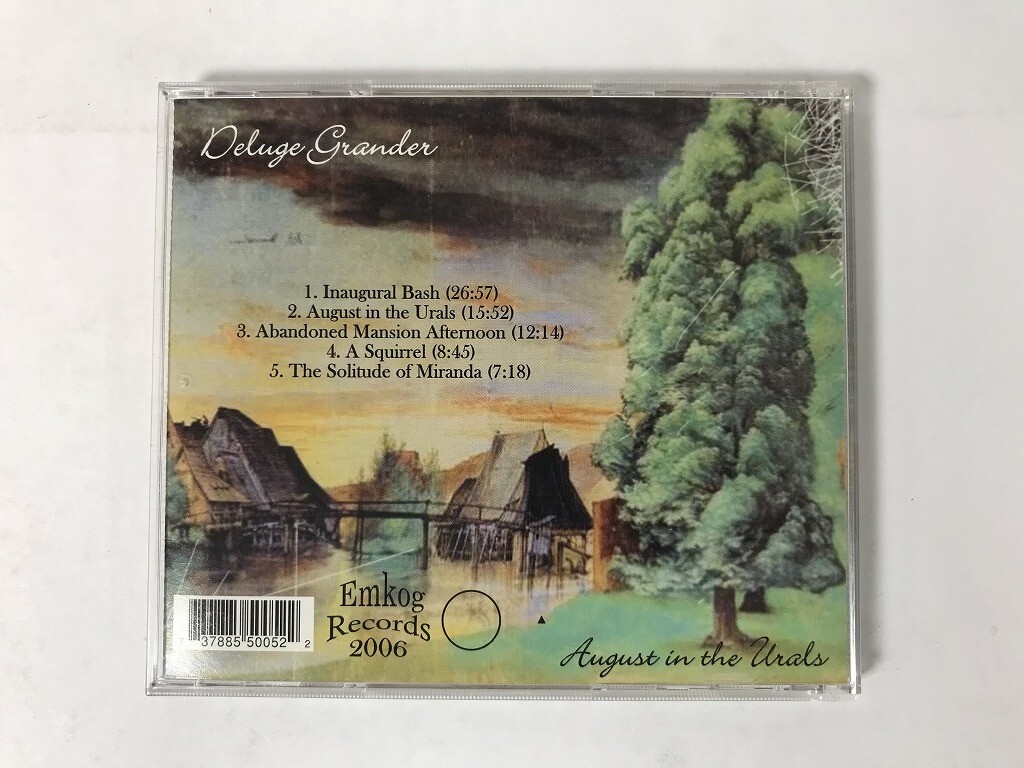 Deluge Grander
1. Inaugural Bash (26:57)
2. August in the Urals (15:52)
3. Abandoned Mansion Afternoon (12:14)
4. A Squirrel (8:45)
5. The Solitude of Miranda (7:18)
Emkog
Records
2006
7 37885 50052 2
August in the Urals